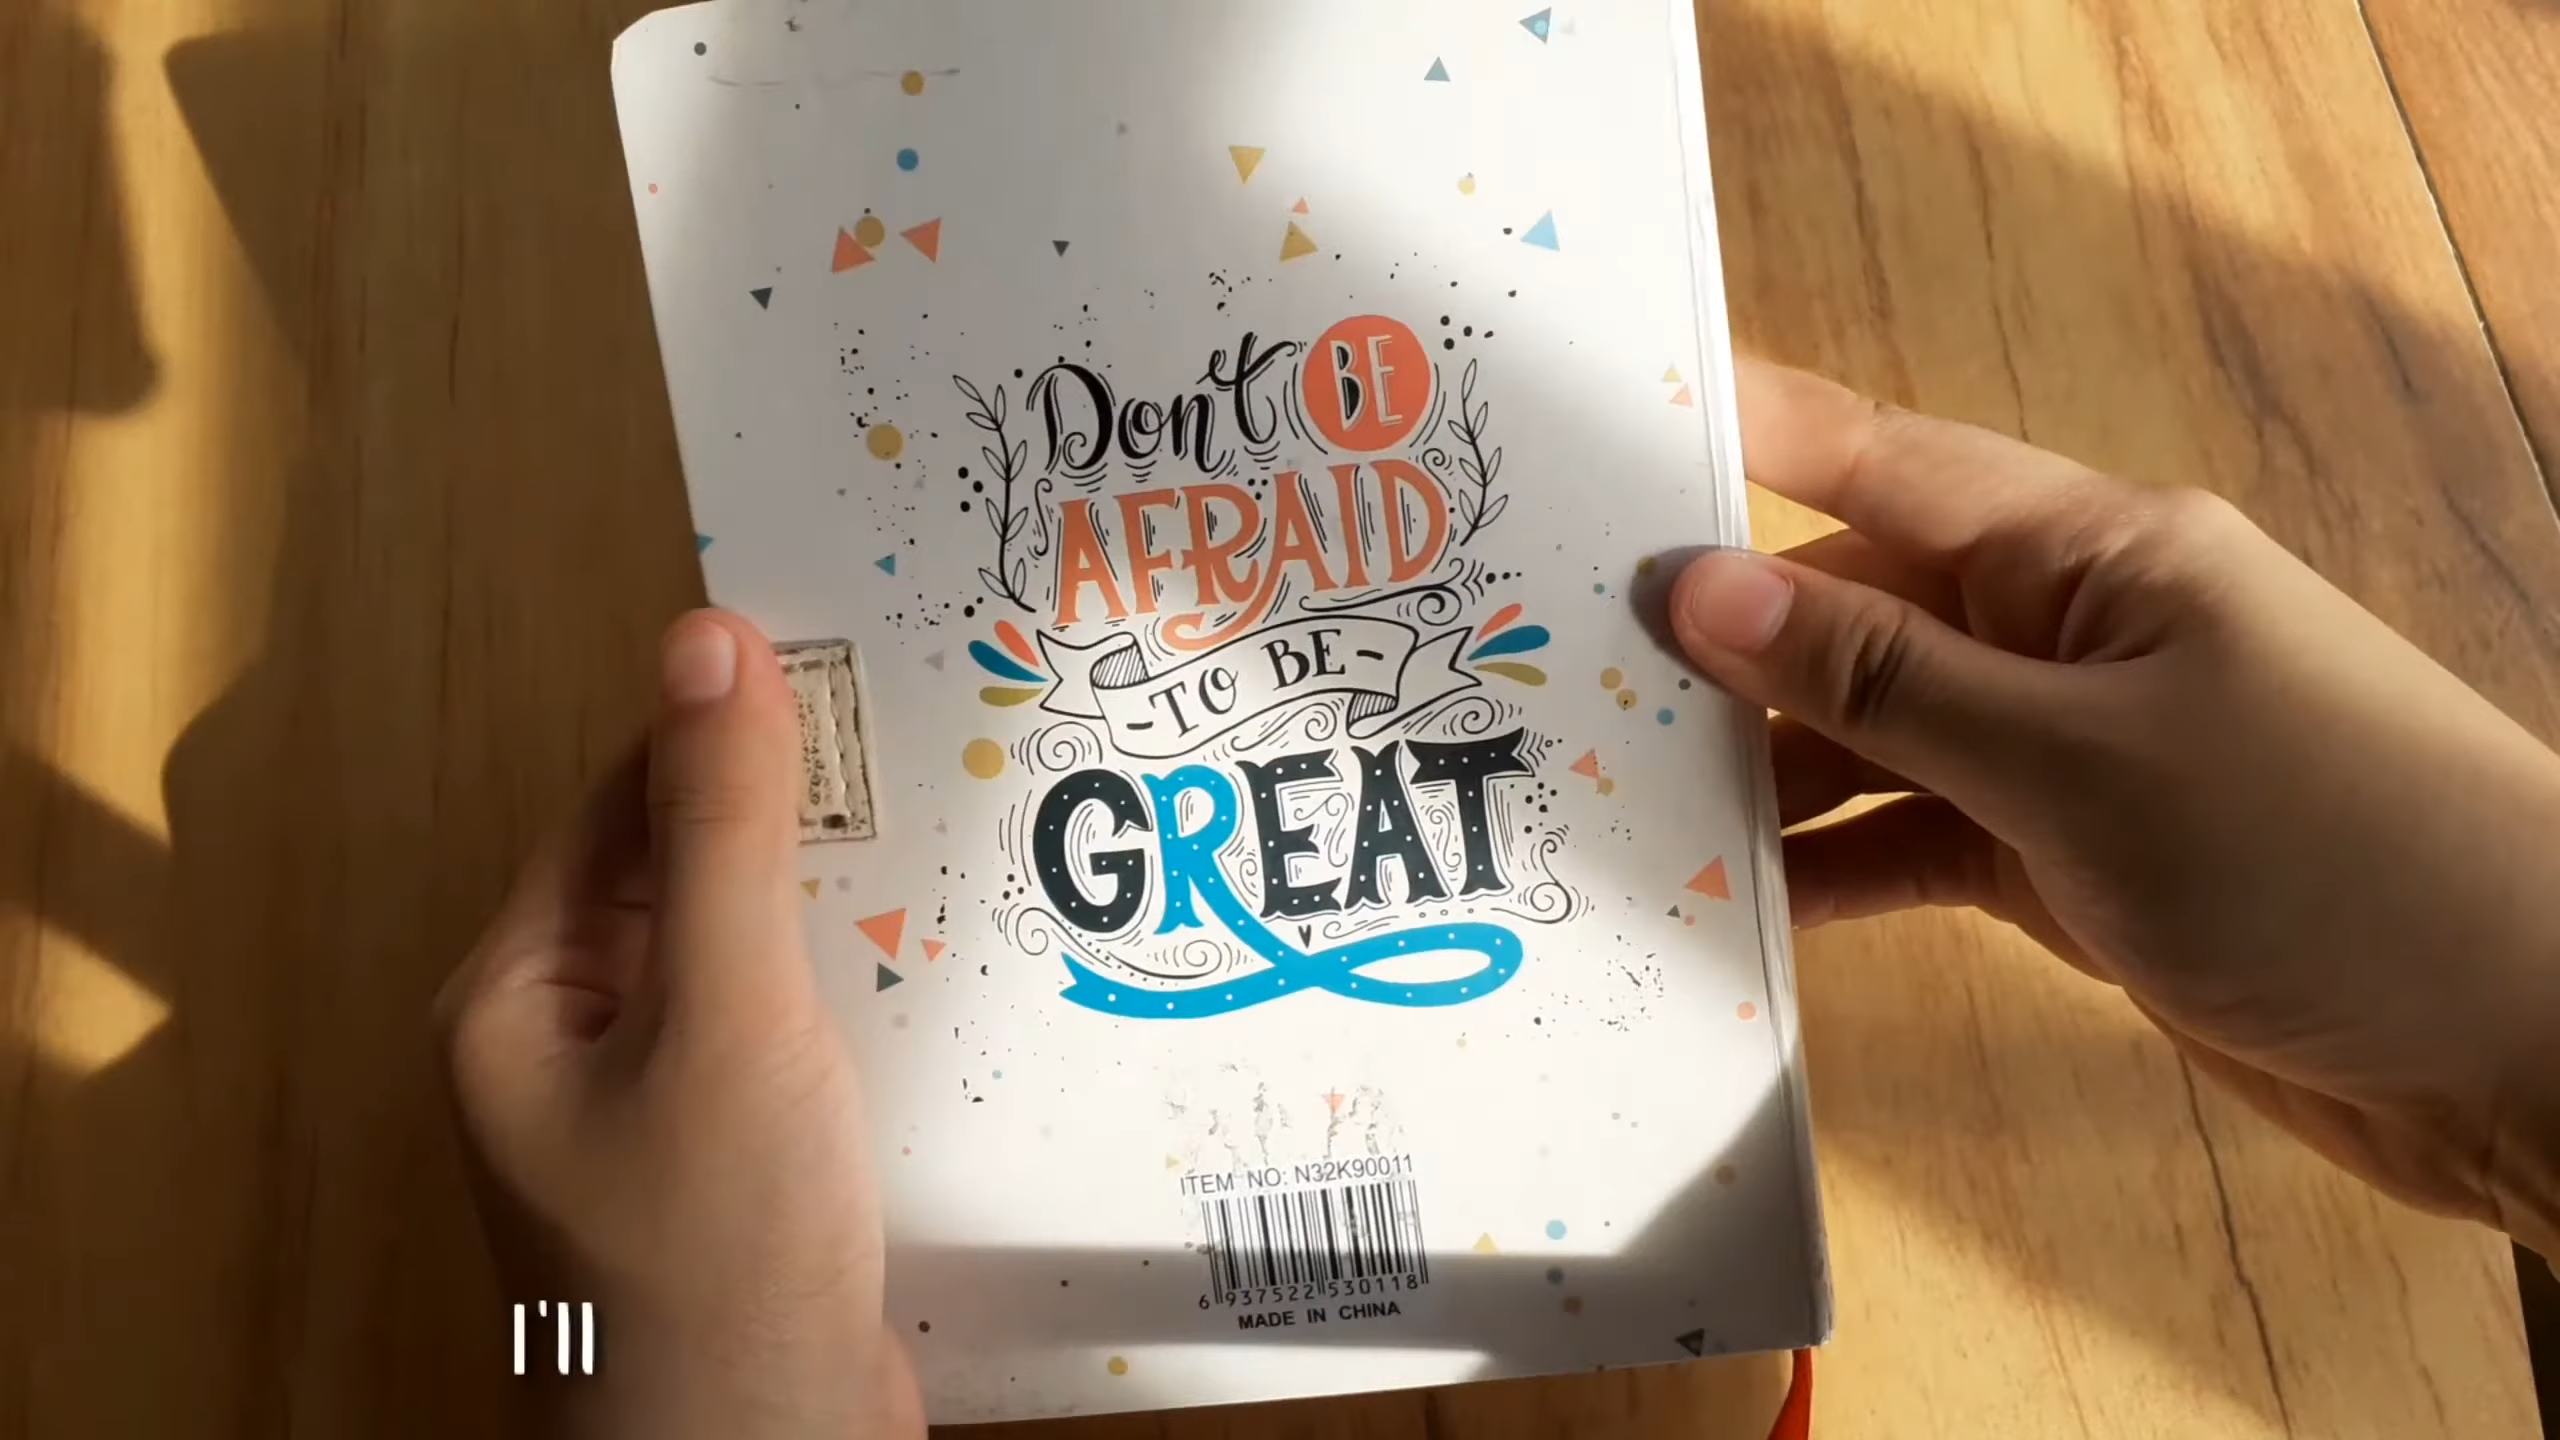 Don't BE
AFRAID
-TO BE-
GREAT
ITEM NO: N32K90011
6 937522 530118
MADE IN CHINA
I'll